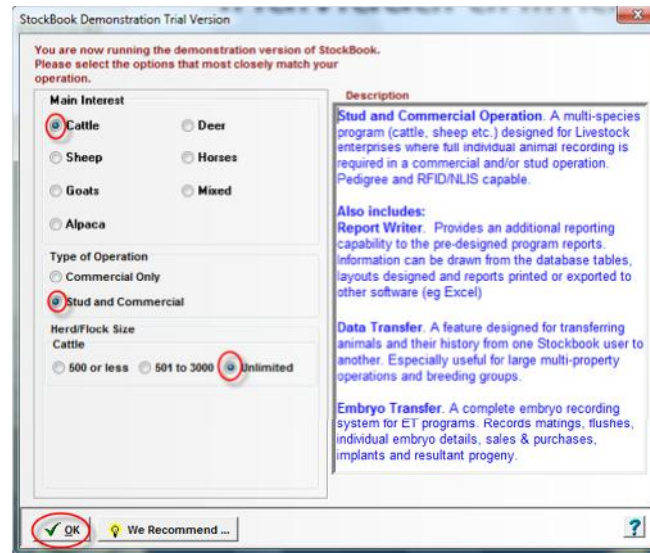 StockBook Demonstration Trial Version
You are now running the demonstration version of StockBook.
Please select the options that most closely match your
operation.
Main Interest
Cattle
Deer
Sheep
Horses
Goats
Mixed
Alpaca
Type of Operation
Commercial Only
Stud and Commercial
Herd/Flock Size
Cattle
500 or less
501 to 3000
Unlimited
Description
Stud and Commercial Operation. A multi-species
program (cattle, sheep etc.) designed for Livestock
enterprises where full individual animal recording is
required in a commercial and/or stud operation.
Pedigree and RFID/NLIS capable.
Also includes:
Report Writer. Provides an additional reporting
capability to the pre-designed program reports.
Information can be drawn from the database tables,
layouts designed and reports printed or exported to
other software (eg Excel)
Data Transfer. A feature designed for transferring
animals and their history from one Stockbook user to
another. Especially useful for large multi-property
operations and breeding groups.
Embryo Transfer. A complete embryo recording
system for ET programs. Records matings, flushes,
individual embryo details, sales & purchases,
implants and resultant progeny.
OK
We Recommend ...
?